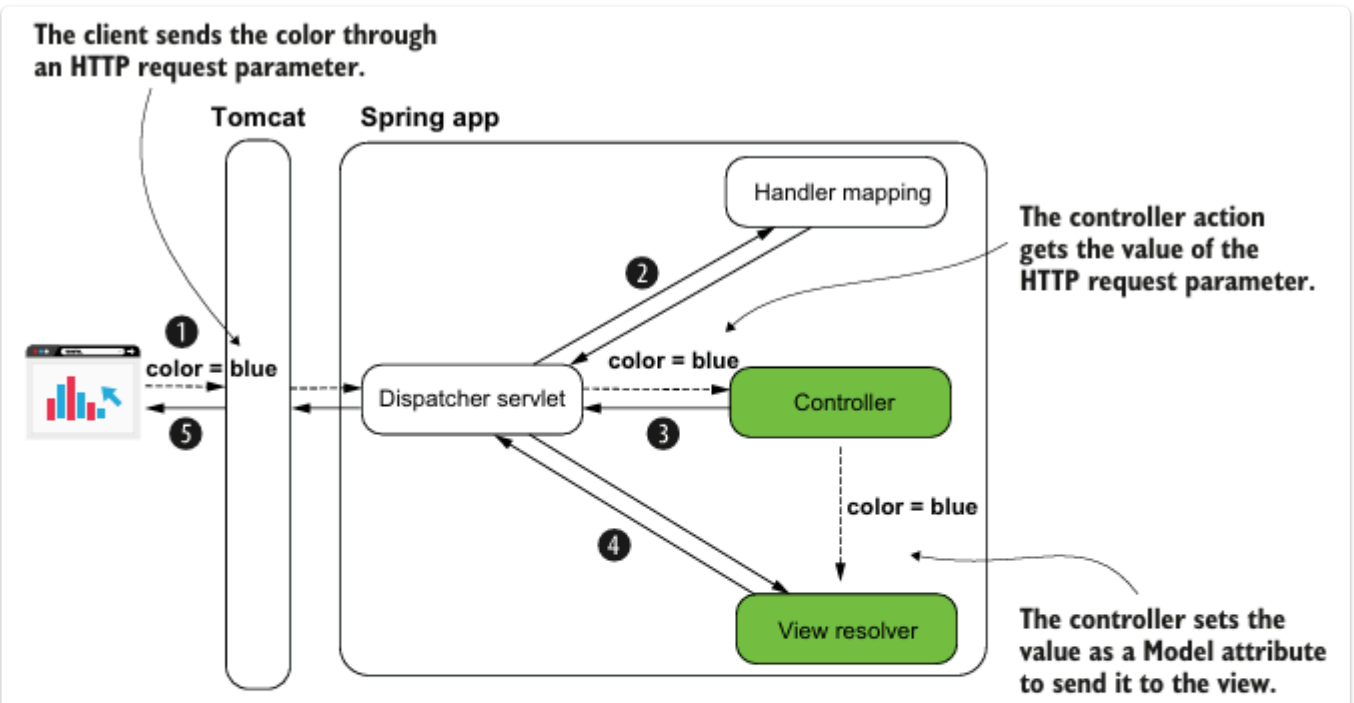 The client sends the color through
an HTTP request parameter.
Tomcat
Spring app
Handler mapping
The controller action
gets the value of the
HTTP request parameter.
2
1
color = blue
color = blue
Dispatcher servlet
Controller
5
3
color = blue
4
View resolver
The controller sets the
value as a Model attribute
to send it to the view.